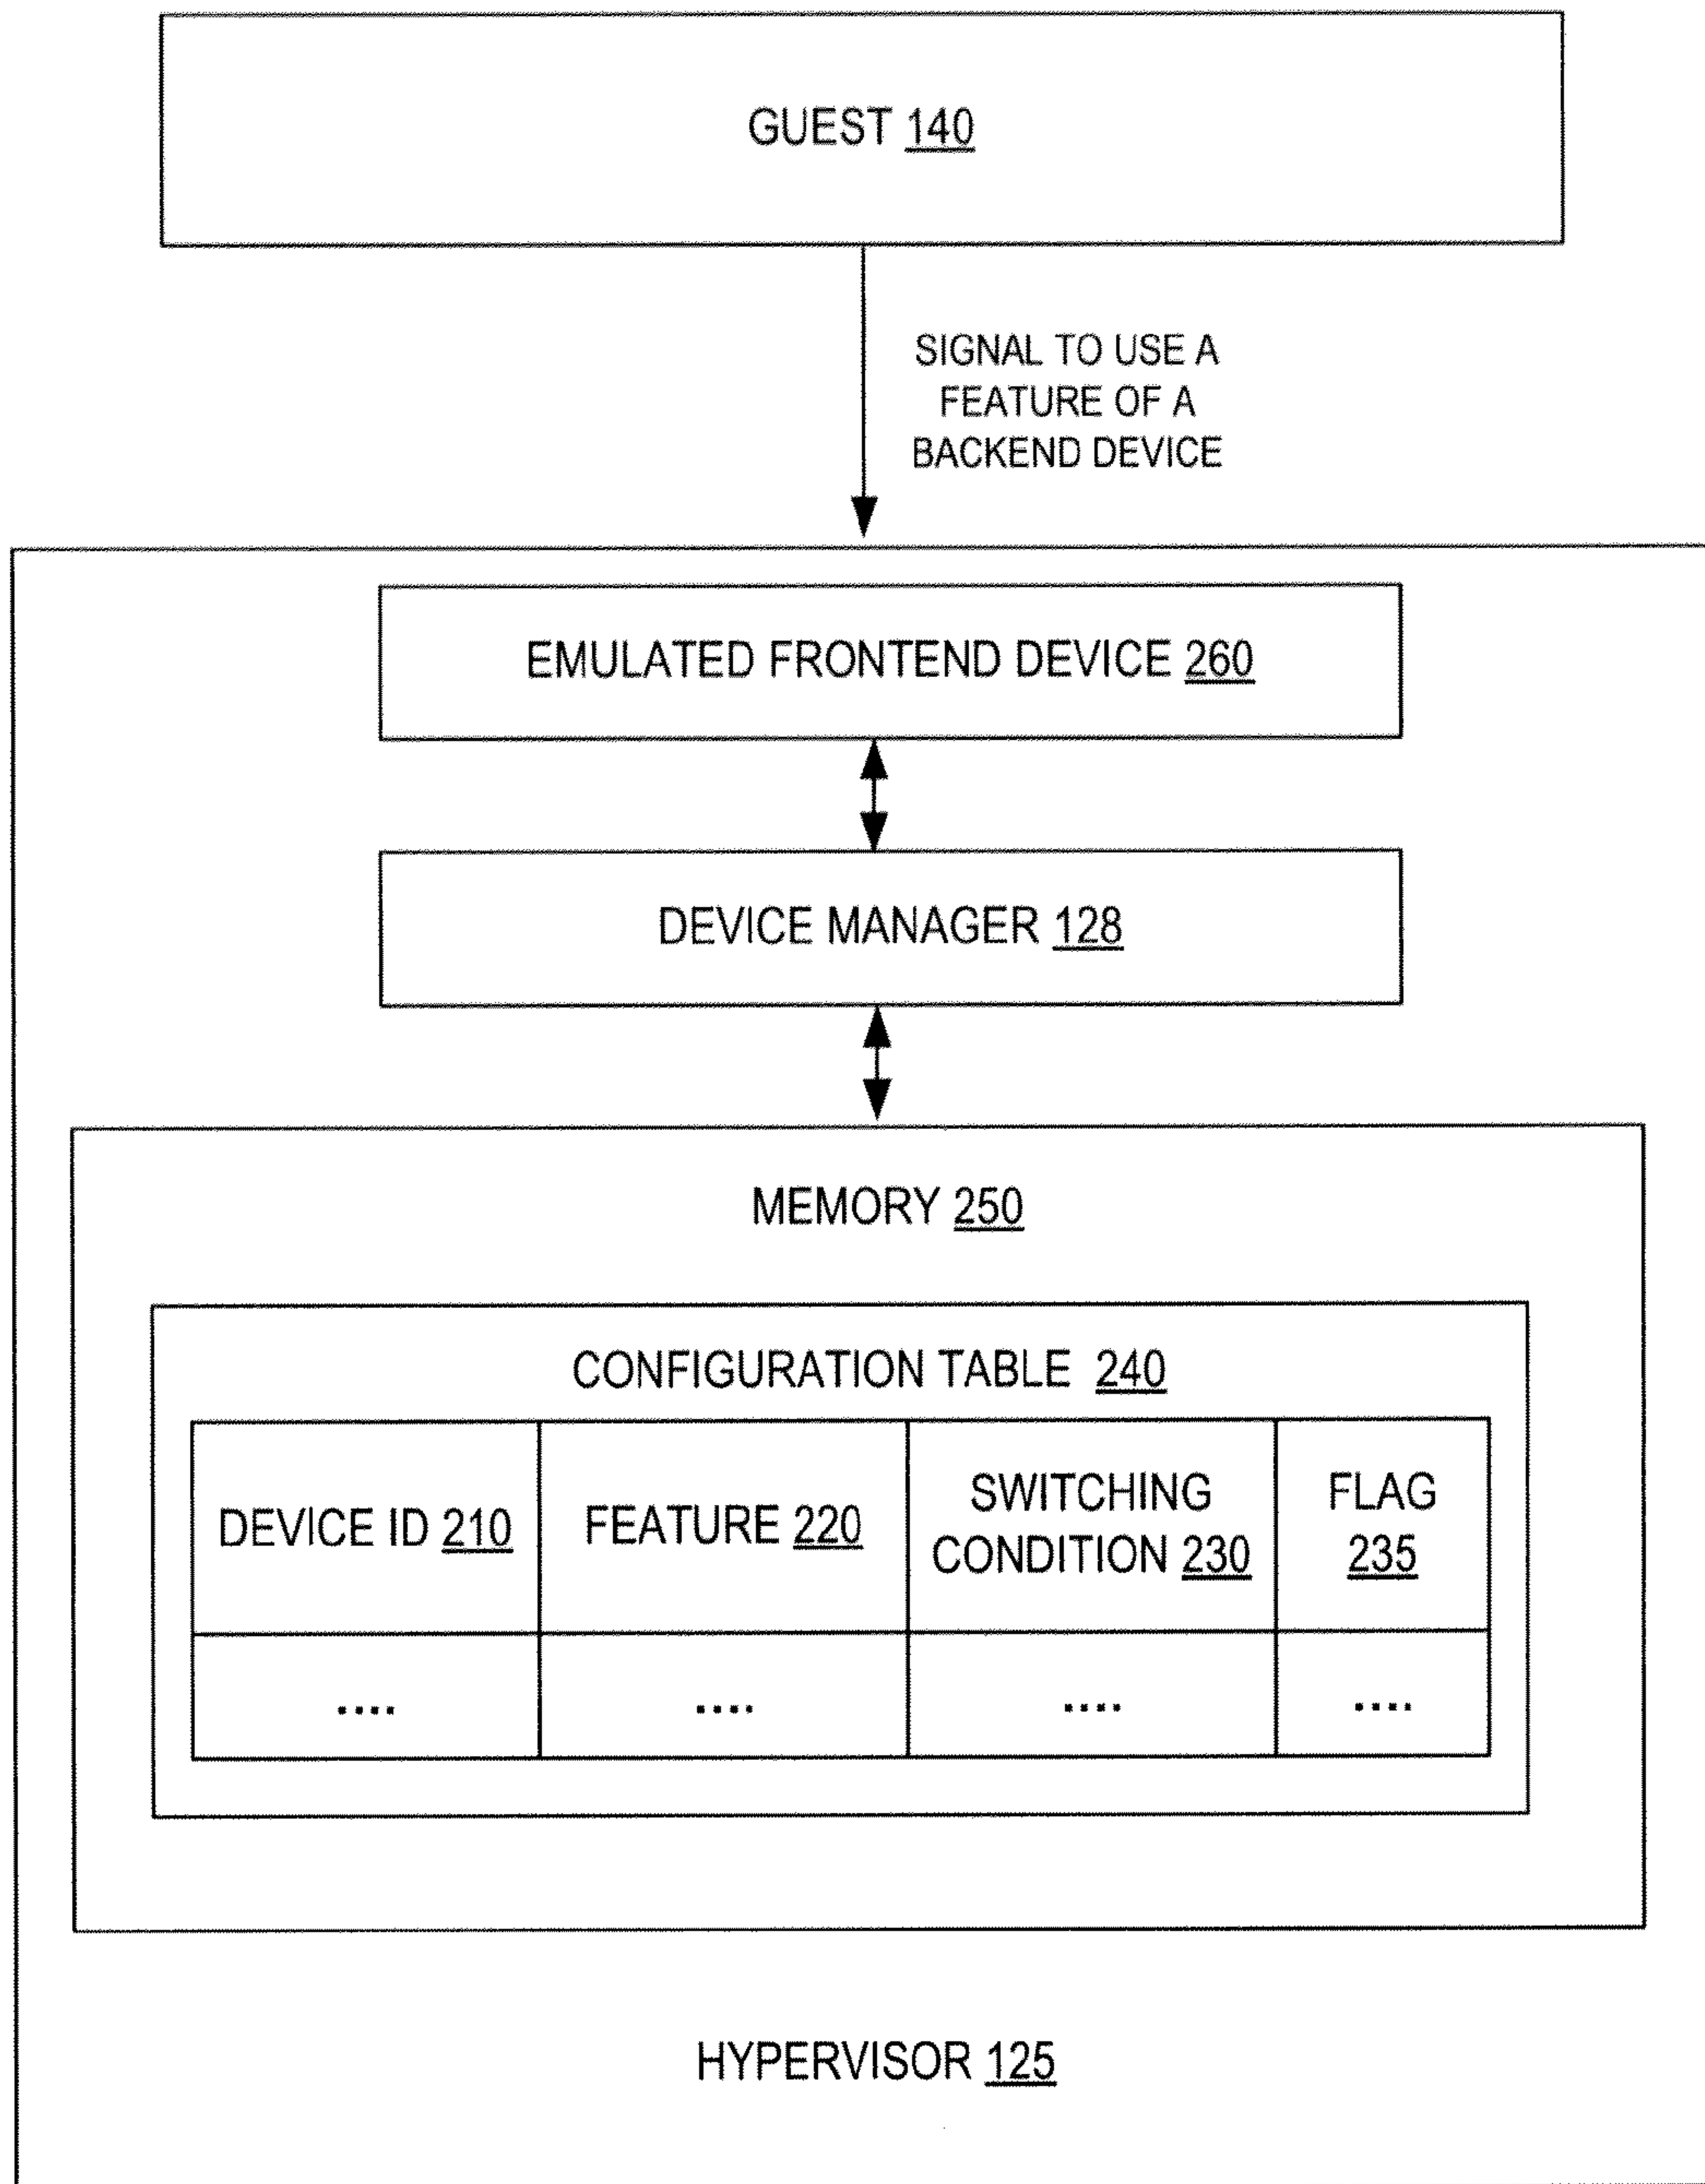 GUEST 140
SIGNAL TO USE A
FEATURE OF A
BACKEND DEVICE
EMULATED FRONTEND DEVICE 260
DEVICE MANAGER 128
MEMORY 250
CONFIGURATION TABLE 240
DEVICE ID 210
FEATURE 220
SWITCHING
CONDITION 230
FLAG
235
....
....
....
....
HYPERVISOR 125